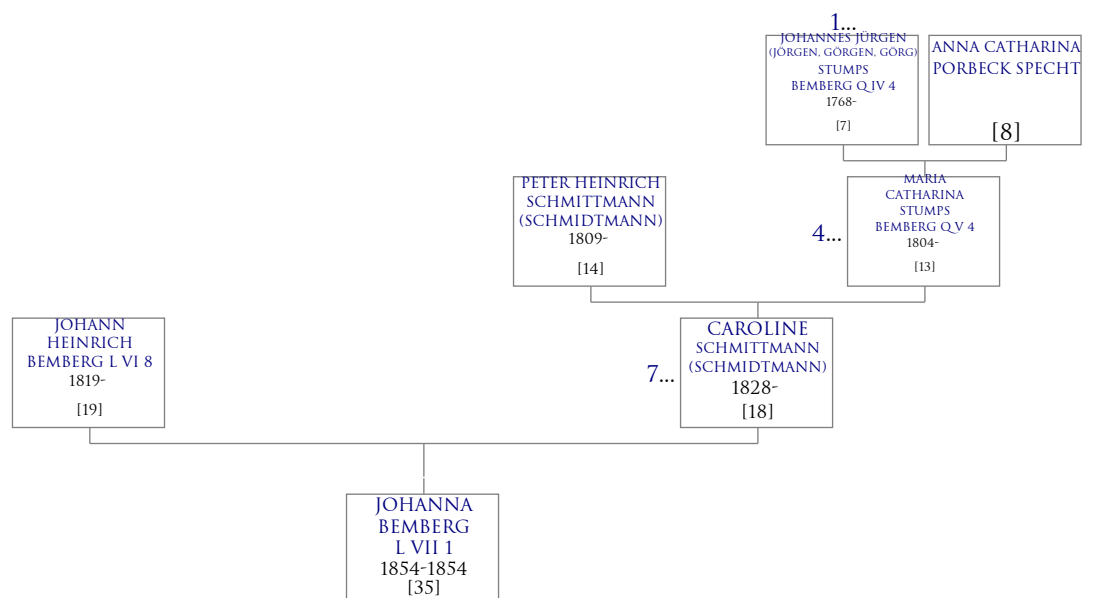 1...
JOHANNES JÜRGEN
(JÖRGEN, GÖRGEN, GÖRG)
STUMPS
BEMBERG Q IV 4
1768-
[7]
ANNA CATHARINA
PORBECK SPECHT
[8]
PETER HEINRICH
SCHMITTMANN
(SCHMIDTMANN)
1809-
[14]
4...
MARIA
CATHARINA
STUMPS
BEMBERG Q V 4
1804-
[13]
JOHANN
HEINRICH
BEMBERG L VI 8
1819-
[19]
7...
CAROLINE
SCHMITTMANN
(SCHMIDTMANN)
1828-
[18]
JOHANNA
BEMBERG
L VII 1
1854-1854
[35]